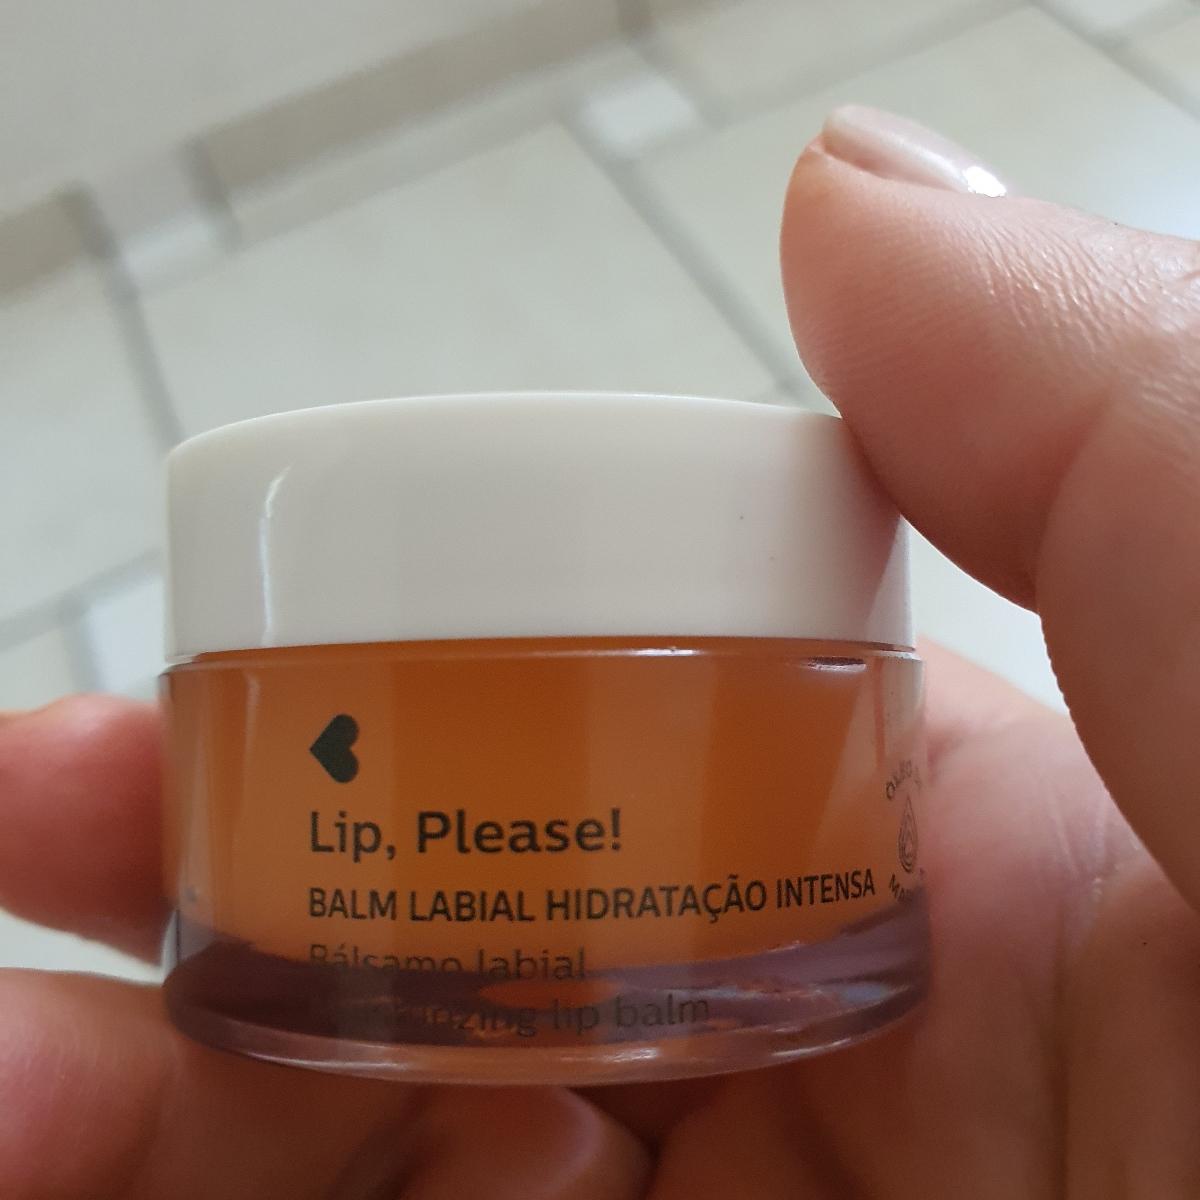 Lip, Please!
BALM LABIAL HIDRATAÇÃO INTENSA
Bálsamo labial
lip balm